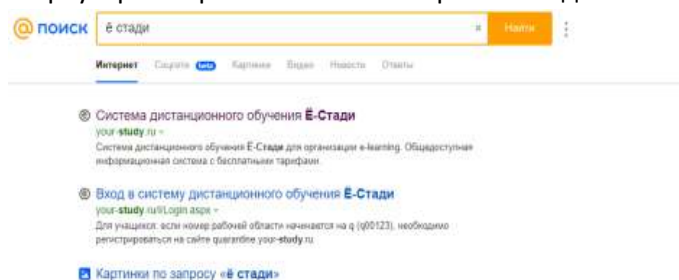 поиск ё стади Найти
Интернет Соцсети beta Картинки Видео Новости Ответы
Система дистанционного обучения Ё-Стади
your-study.ru
Система дистанционного обучения Е-Стади для организации e-learning. Общедоступная
информационная система с бесплатными тарифами.
Вход в систему дистанционного обучения Ё-Стади
your-study.ru/l/Login.aspx
Для учащихся: если номер рабочей области начинается на q (q00123), необходимо
регистрироваться на сайте quarantine.your-study.ru
Картинки по запросу «ё стади»